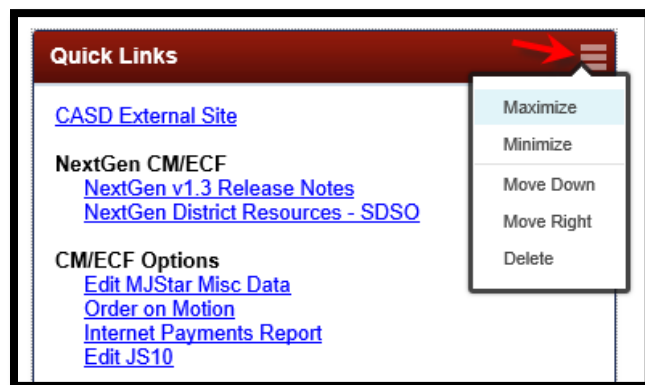 Quick Links
CASD External Site
NextGen CM/ECF
NextGen v1.3 Release Notes
NextGen District Resources - SDSO
CM/ECF Options
Edit MJStar Misc Data
Order on Motion
Internet Payments Report
Edit JS10
Maximize
Minimize
Move Down
Move Right
Delete